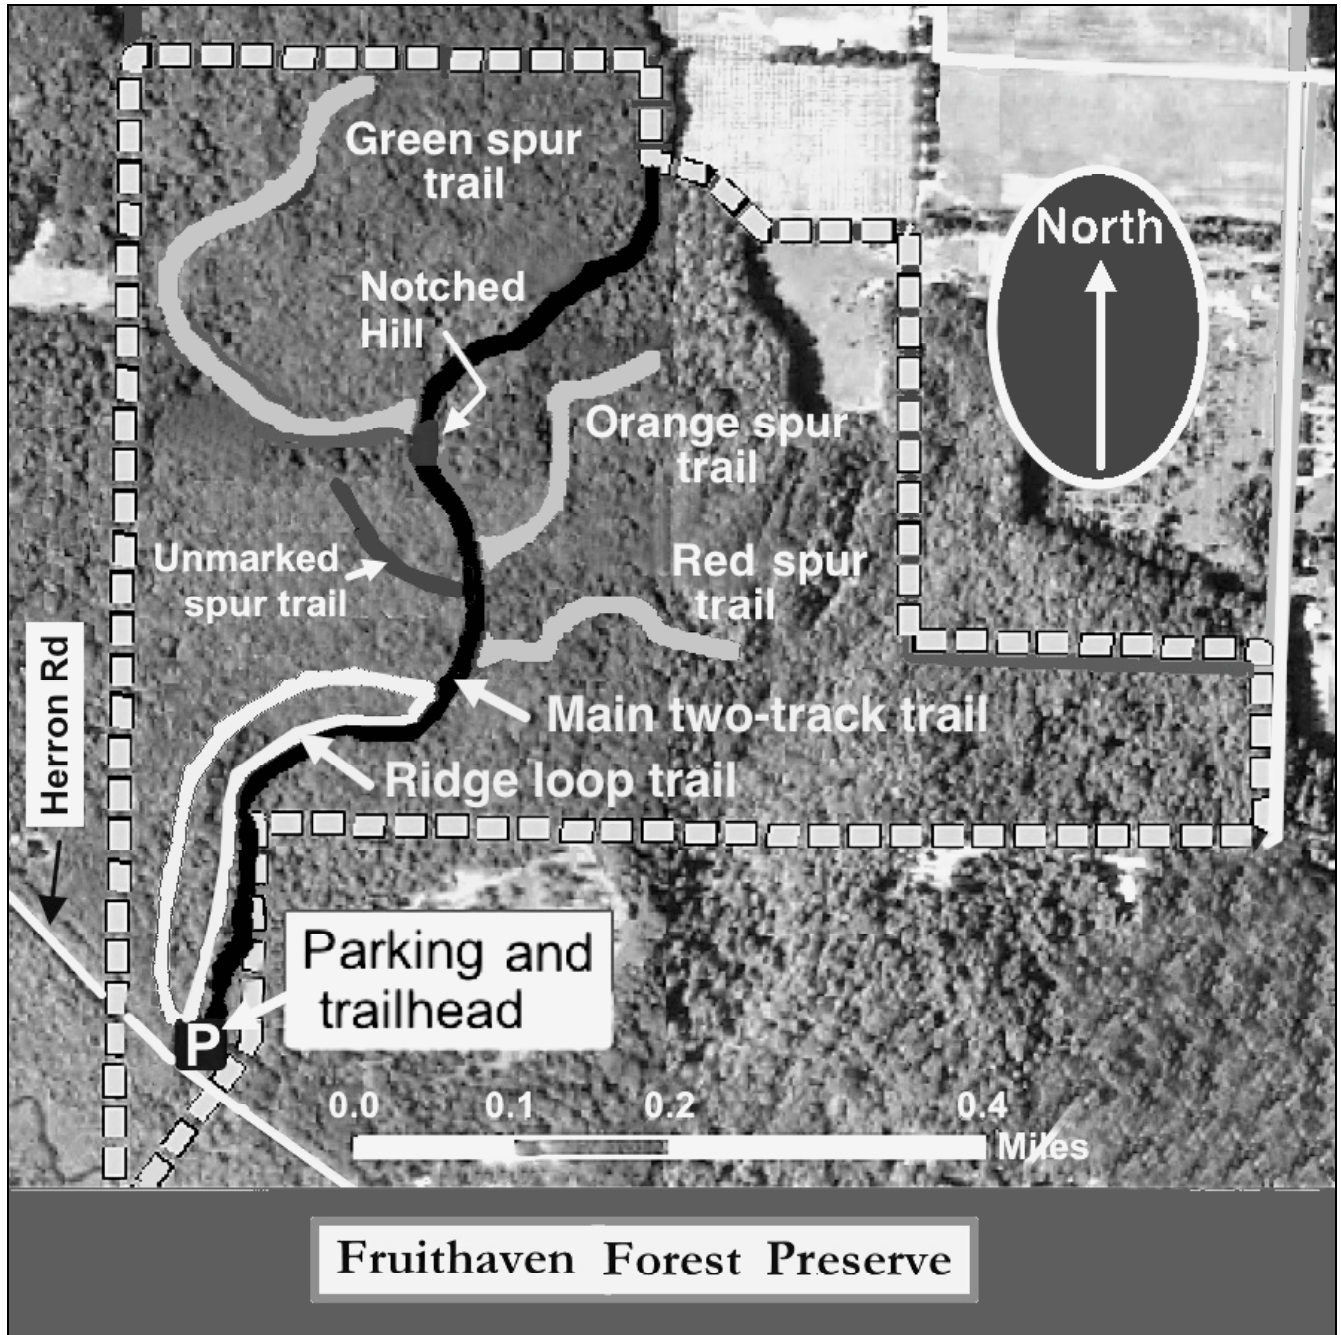 Green spur
trail
North
Notched
Hill
Orange spur
trail
Unmarked
spur trail
Red spur
trail
Herron Rd
Main two-track trail
Ridge loop trail
Parking and
trailhead
P
0.0 0.1 0.2 0.4
Miles
Fruithaven Forest Preserve